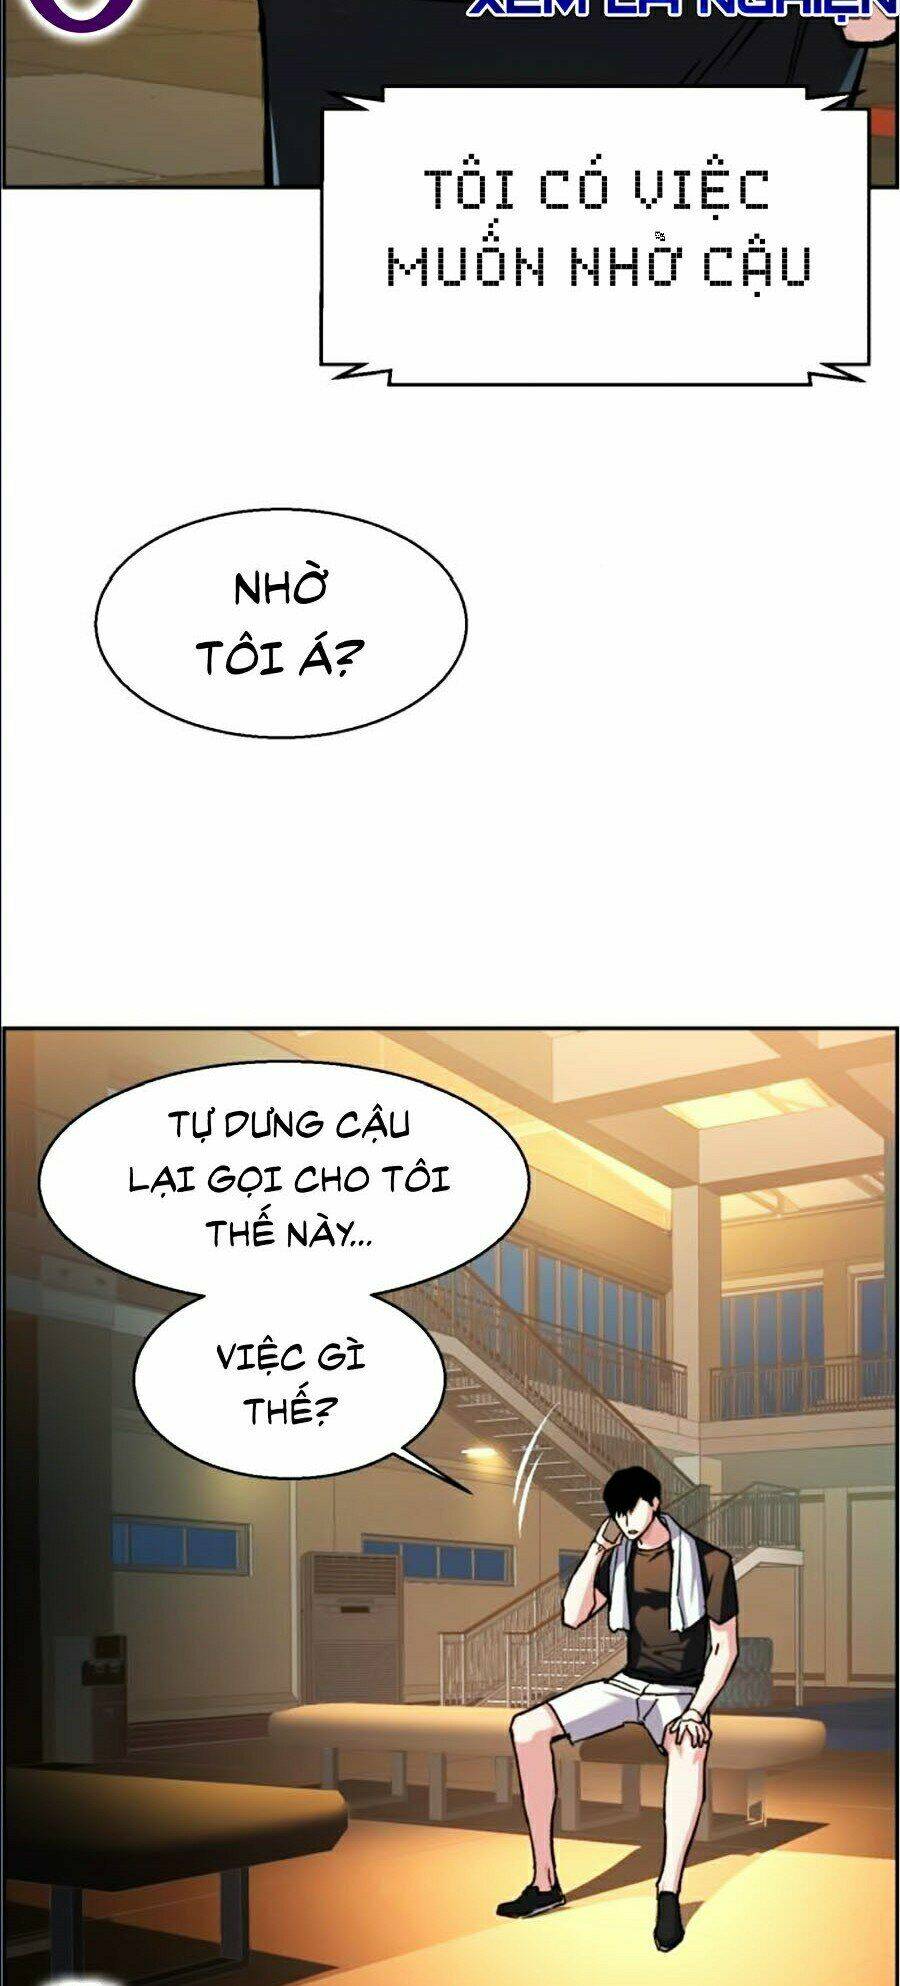 XEM LÀ NGHIỆN
TÔI CÓ VIỆC
MUỐN NHỜ CẬU
NHỜ
TÔI Á?
TỰ DƯNG CẬU
LẠI GỌI CHO TÔI
THẾ NÀY...
VIỆC GÌ
THẾ?